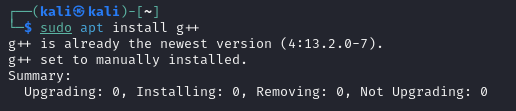 ┌──(kali㉿kali)-[~]
└─$ sudo apt install g++
g++ is already the newest version (4:13.2.0-7).
g++ set to manually installed.
Summary:
  Upgrading: 0, Installing: 0, Removing: 0, Not Upgrading: 0